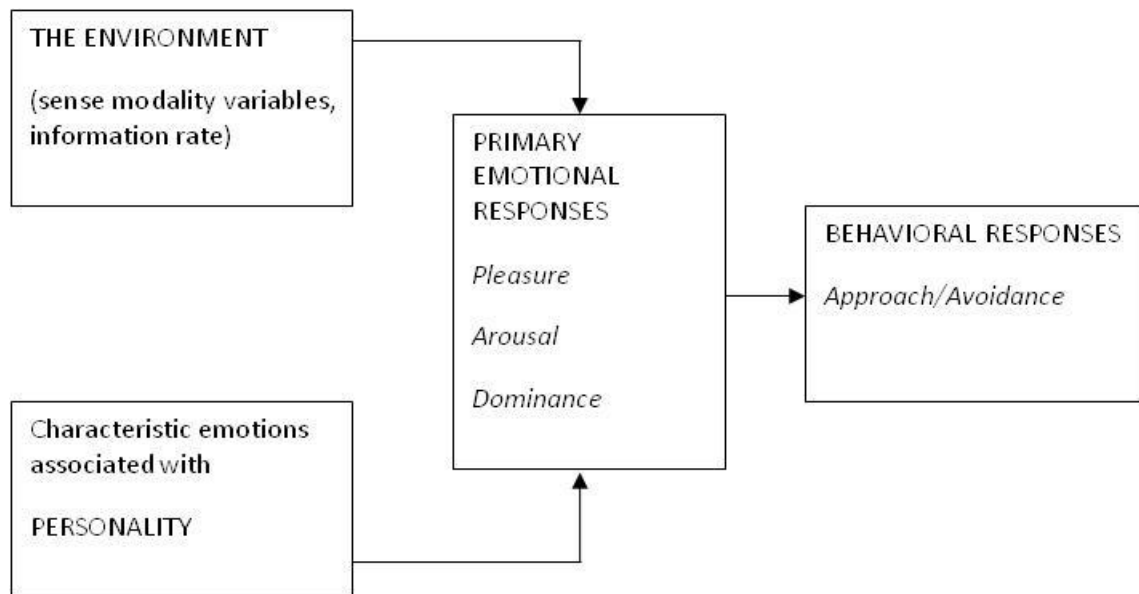 THE ENVIRONMENT
(sense modality variables,
information rate)
PRIMARY
EMOTIONAL
RESPONSES
Pleasure
Arousal
Dominance
BEHAVIORAL RESPONSES
Approach/Avoidance
Characteristic emotions
associated with
PERSONALITY